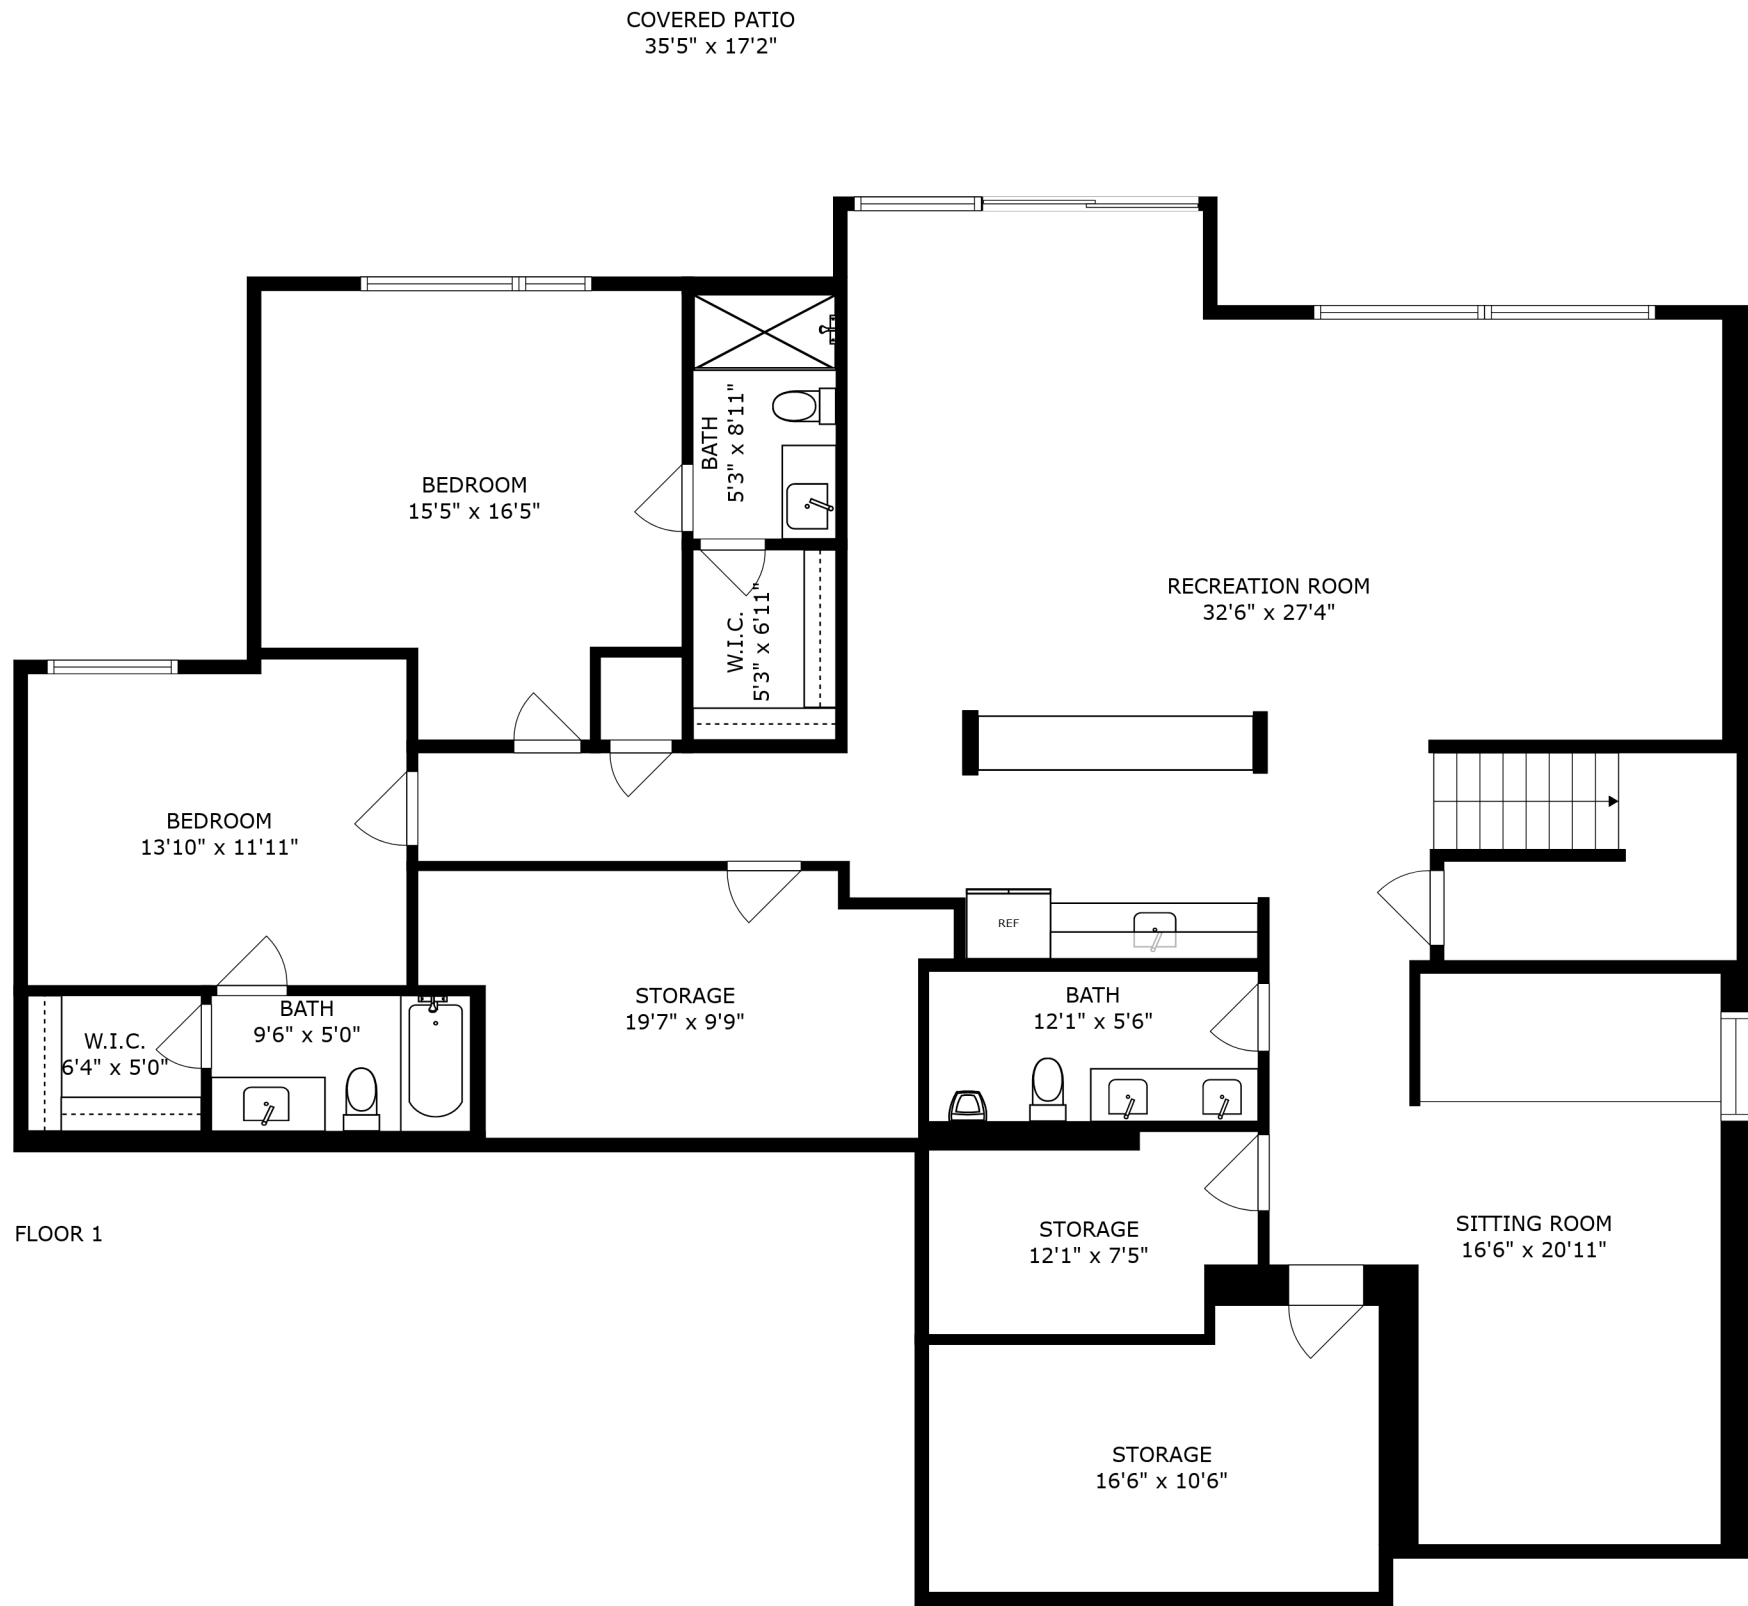 COVERED PATIO
35'5" x 17'2"
BEDROOM
15'5" x 16'5"
BATH
5'3" x 8'11"
W.I.C.
5'3" x 6'11"
RECREATION ROOM
32'6" x 27'4"
BEDROOM
13'10" x 11'11"
REF
STORAGE
19'7" x 9'9"
BATH
9'6" x 5'0"
W.I.C.
6'4" x 5'0"
BATH
12'1" x 5'6"
FLOOR 1
STORAGE
12'1" x 7'5"
SITTING ROOM
16'6" x 20'11"
STORAGE
16'6" x 10'6"